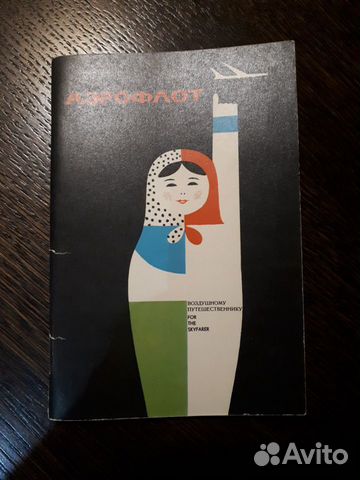 АЭРОФЛОТ
ВОЗДУШНОМУ
ПУТЕШЕСТВЕННИКУ
FOR
THE
SKYFARER
Avito